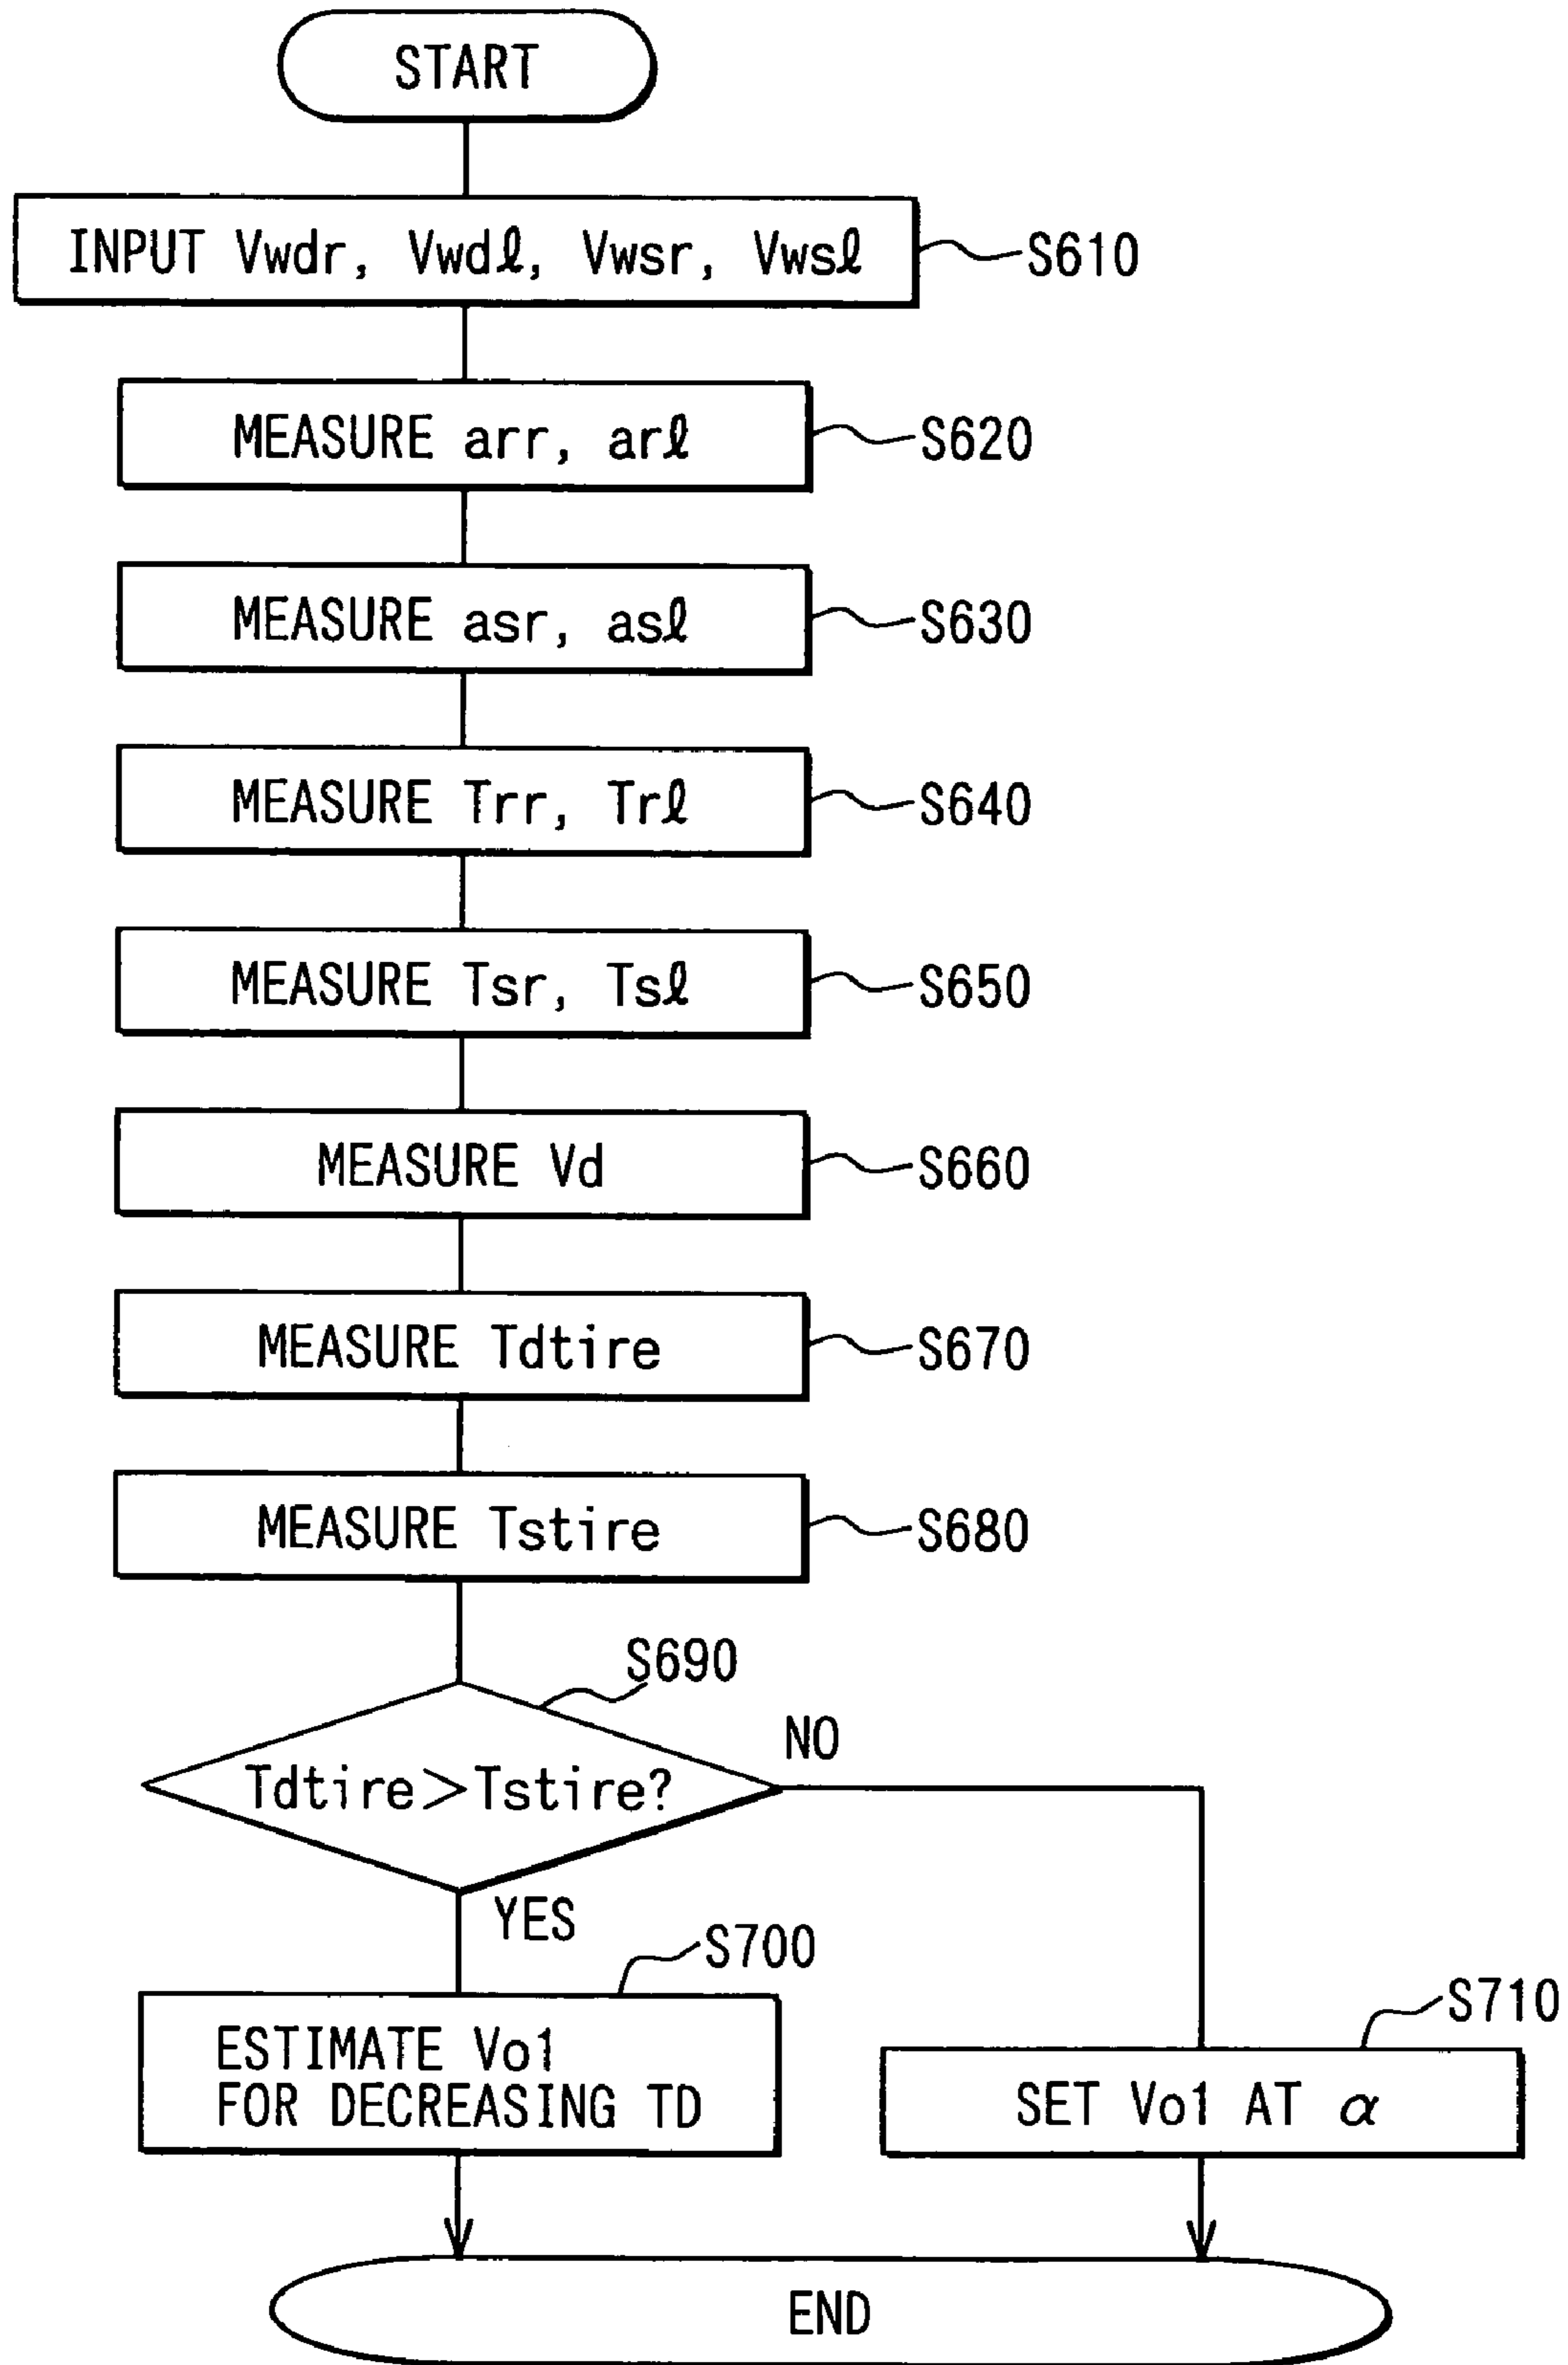 START
INPUT Vwdr, Vwdℓ, Vwsr, Vwsℓ
S610
MEASURE arr, arℓ
S620
MEASURE asr, asℓ
S630
MEASURE Trr, Trℓ
S640
MEASURE Tsr, Tsℓ
S650
MEASURE Vd
S660
MEASURE Tdtire
S670
MEASURE Tstire
S680
S690
Tdtire>Tstire?
NO
YES
S700
ESTIMATE Vo1
FOR DECREASING TD
S710
SET Vo1 AT α
END